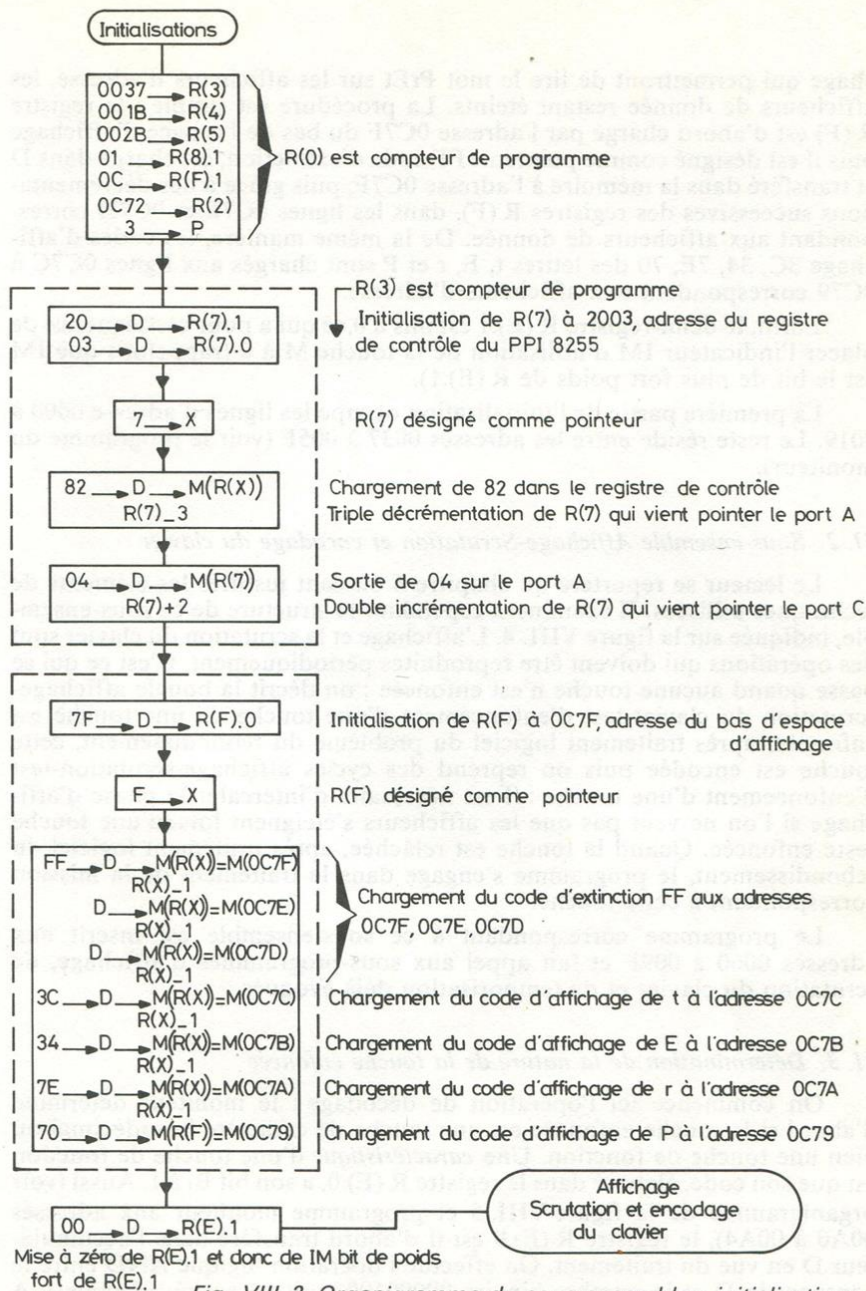 Initialisations
0037 → R(3)
001B → R(4)
002B → R(5)
01 → R(8).1
0C → R(F).1
0C72 → R(2)
3 → P
R(0) est compteur de programme
R(3) est compteur de programme
20 → D → R(7).1
03 → D → R(7).0
Initialisation de R(7) à 2003, adresse du registre
de contrôle du PPI 8255
7 → X
R(7) désigné comme pointeur
82 → D → M(R(X))
R(7)_3
Chargement de 82 dans le registre de contrôle
Triple décrémentation de R(7) qui vient pointer le port A
04 → D → M(R(7))
R(7)+2
Sortie de 04 sur le port A
Double incrémentation de R(7) qui vient pointer le port C
7F → D → R(F).0
Initialisation de R(F) à 0C7F, adresse du bas d'espace
d'affichage
F → X
R(F) désigné comme pointeur
FF → D → M(R(X))=M(0C7F)
R(X)_1
D → M(R(X))=M(0C7E)
R(X)_1
D → M(R(X))=M(0C7D)
R(X)_1
Chargement du code d'extinction FF aux adresses
0C7F, 0C7E, 0C7D
3C → D → M(R(X))=M(0C7C)
R(X)_1
Chargement du code d'affichage de t à l'adresse 0C7C
34 → D → M(R(X))=M(0C7B)
R(X)_1
Chargement du code d'affichage de E à l'adresse 0C7B
7E → D → M(R(X))=M(0C7A)
R(X)_1
Chargement du code d'affichage de r à l'adresse 0C7A
70 → D → M(R(F))=M(0C79)
Chargement du code d'affichage de P à l'adresse 0C79
00 → D → R(E).1
Affichage
Scrutation et encodage
du clavier
Mise à zéro de R(E).1 et donc de IM bit de poids
fort de R(E).1